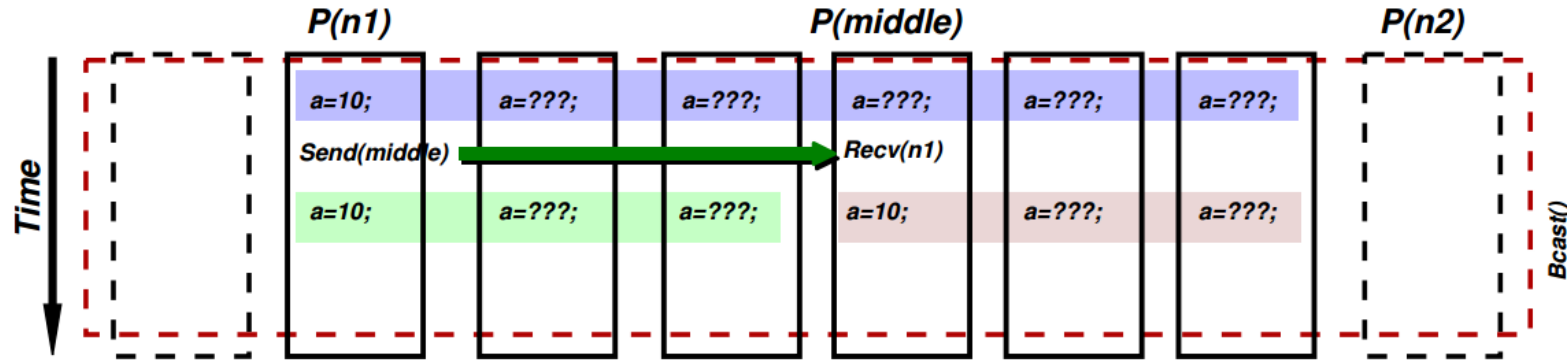 P(n1) P(middle) P(n2)
a=10; a=???; a=???; a=???; a=???; a=???;
Send(middle) Recv(n1)
a=10; a=???; a=???; a=10; a=???; a=???;
Time
Bcast()